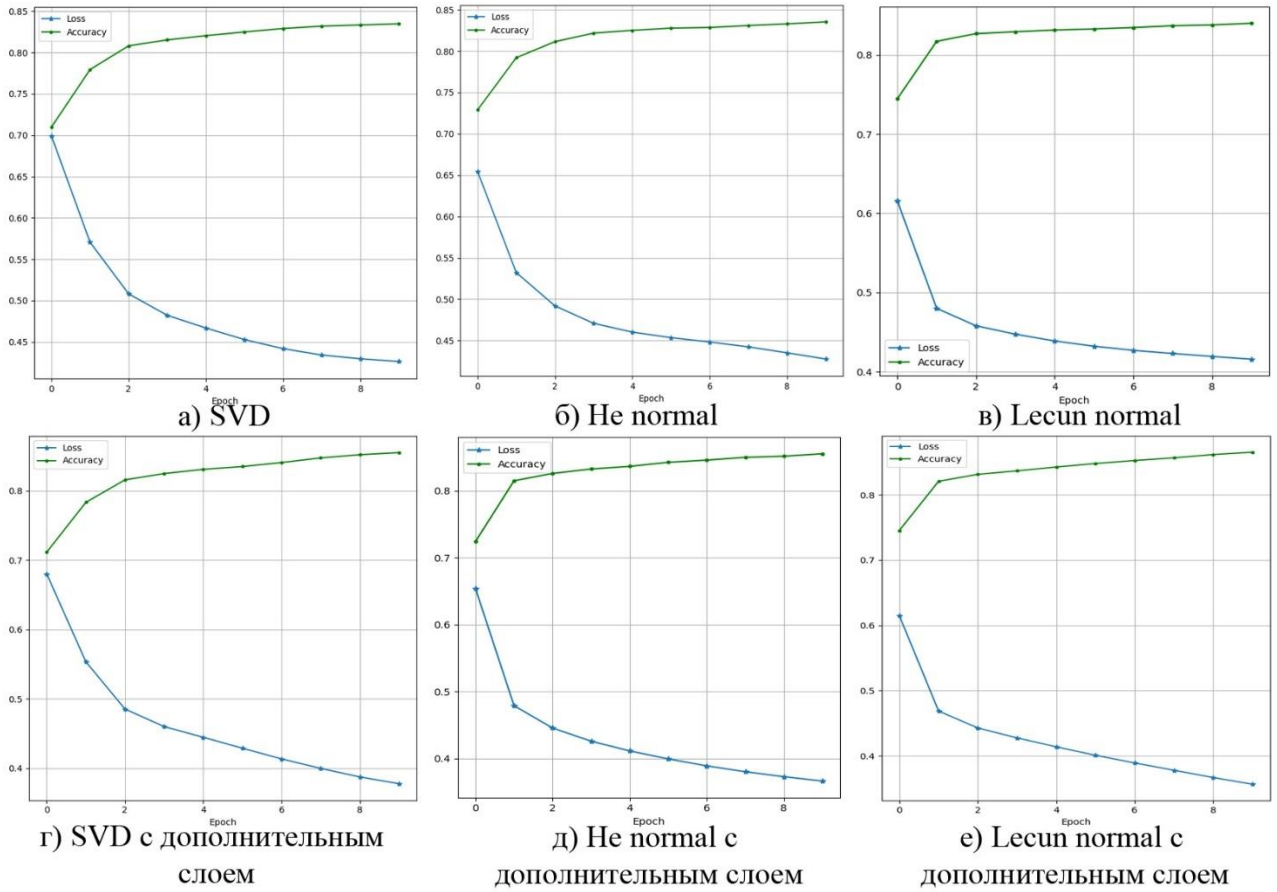 0.85
0.80
0.75
0.70
0.65
0.60
0.55
0.50
0.45
Loss
Accuracy
0 2 4 6 8
Epoch
а) SVD
0.85
0.80
0.75
0.70
0.65
0.60
0.55
0.50
0.45
Loss
Accuracy
0 2 4 6 8
Epoch
б) He normal
0.8
0.7
0.6
0.5
0.4
Loss
Accuracy
0 2 4 6 8
Epoch
в) Lecun normal
Loss
Accuracy
0.8
0.7
0.6
0.5
0.4
0 2 4 6 8
Epoch
г) SVD с дополнительным
слоем
Loss
Accuracy
0.8
0.7
0.6
0.5
0.4
0 2 4 6 8
Epoch
д) He normal с
дополнительным слоем
Loss
Accuracy
0.8
0.7
0.6
0.5
0.4
0 2 4 6 8
Epoch
е) Lecun normal с
дополнительным слоем